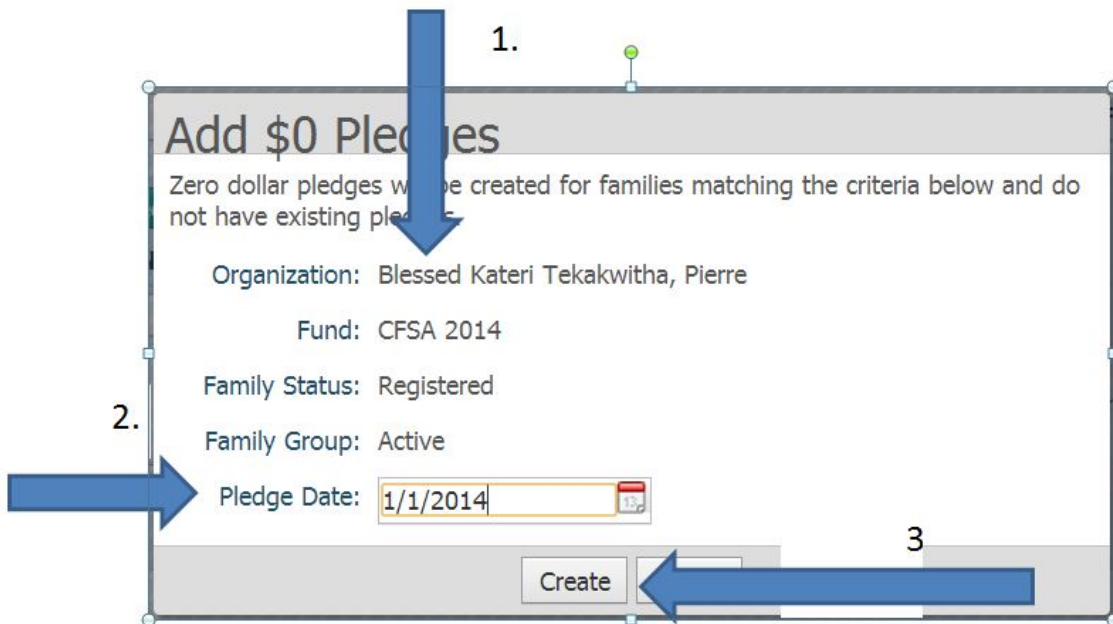 1.
Add $0 Pledges
Zero dollar pledges be created for families matching the criteria below and do
not have existing
Organization: Blessed Kateri Tekakwitha, Pierre
Fund: CFSA 2014
Family Status: Registered
2.
Family Group: Active
Pledge Date: 1/1/2014
13
3
Create